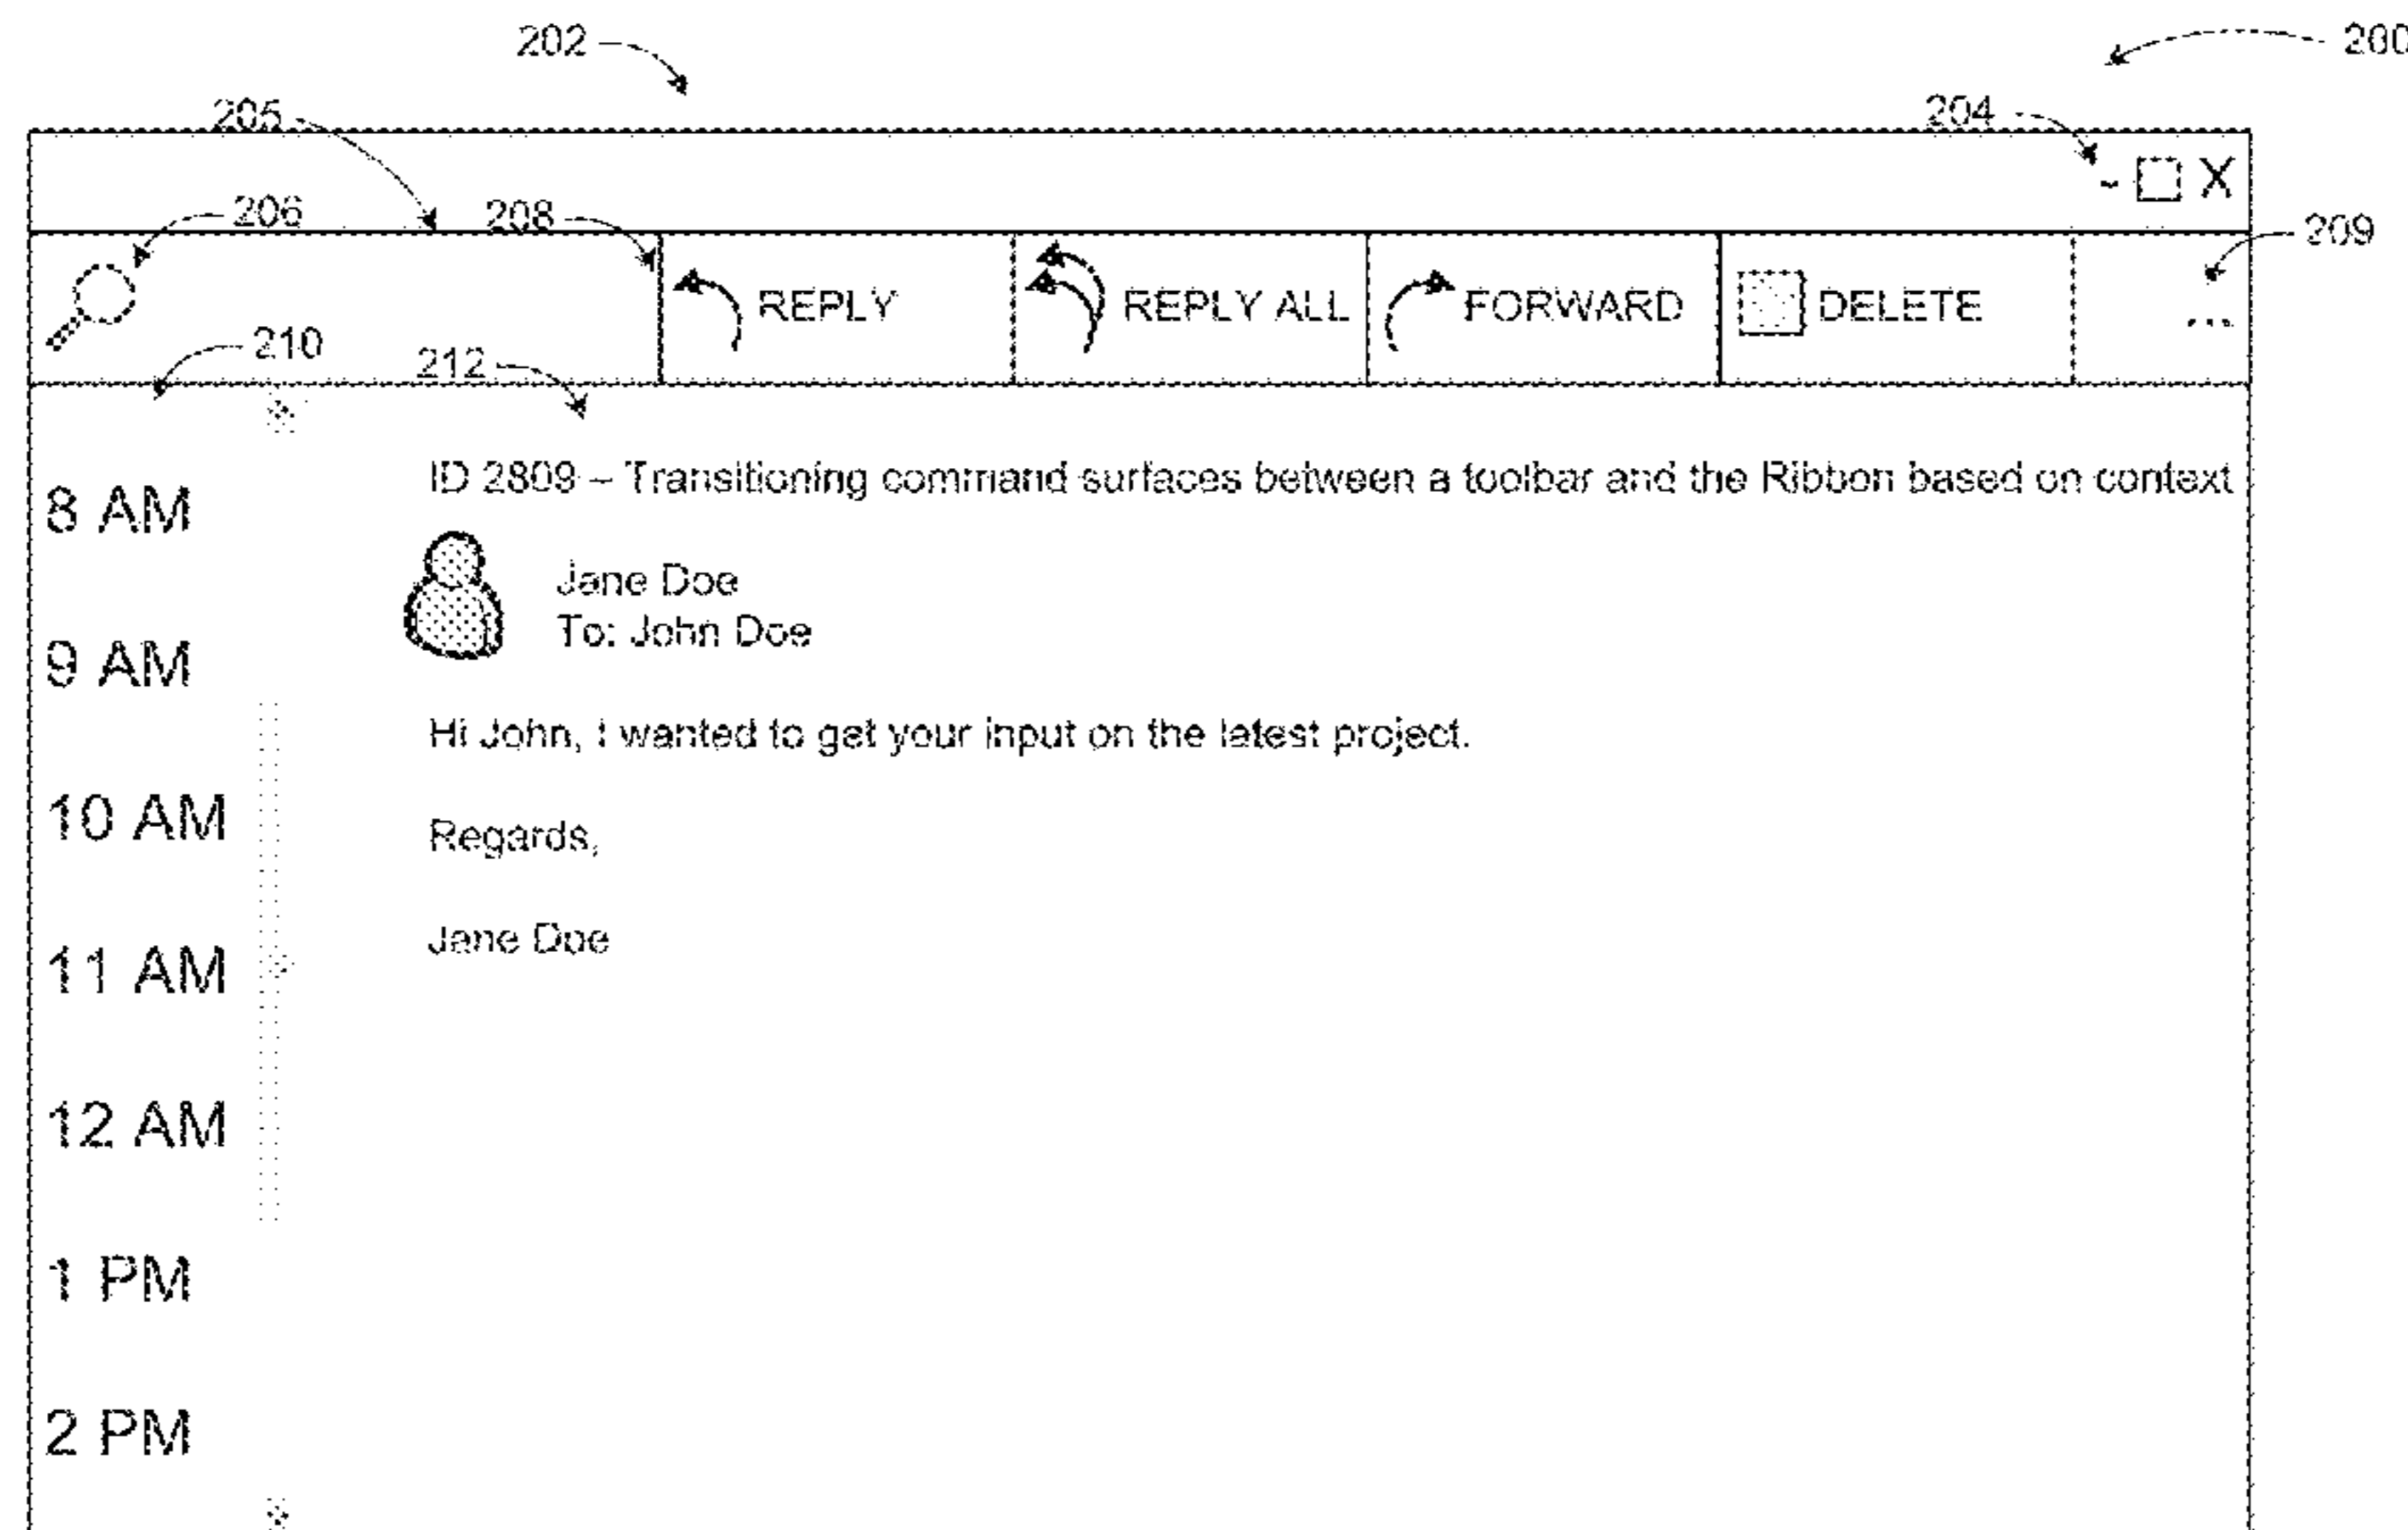 202
200
205
204
- □ X
206
208
209
REPLY
REPLY ALL
FORWARD
DELETE
...
210
212
ID 2809 – Transitioning command surfaces between a toolbar and the Ribbon based on context
8 AM
Jane Doe
To: John Doe
9 AM
Hi John, I wanted to get your input on the latest project.
10 AM
Regards,
Jane Doe
11 AM
12 AM
1 PM
2 PM